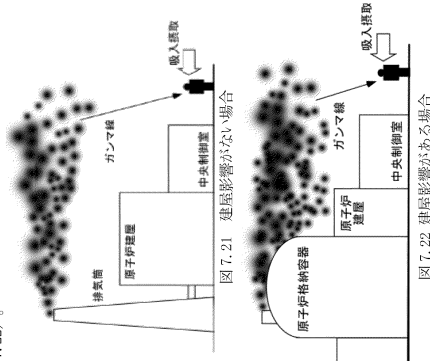 吸入摂取
ガンマ線
排気筒
原子炉建屋
中央制御室
図 7.21 建屋影響がない場合
吸入摂取
ガンマ線
原子炉格納容器
原子炉
建屋
中央制御室
図 7.22 建屋影響がある場合